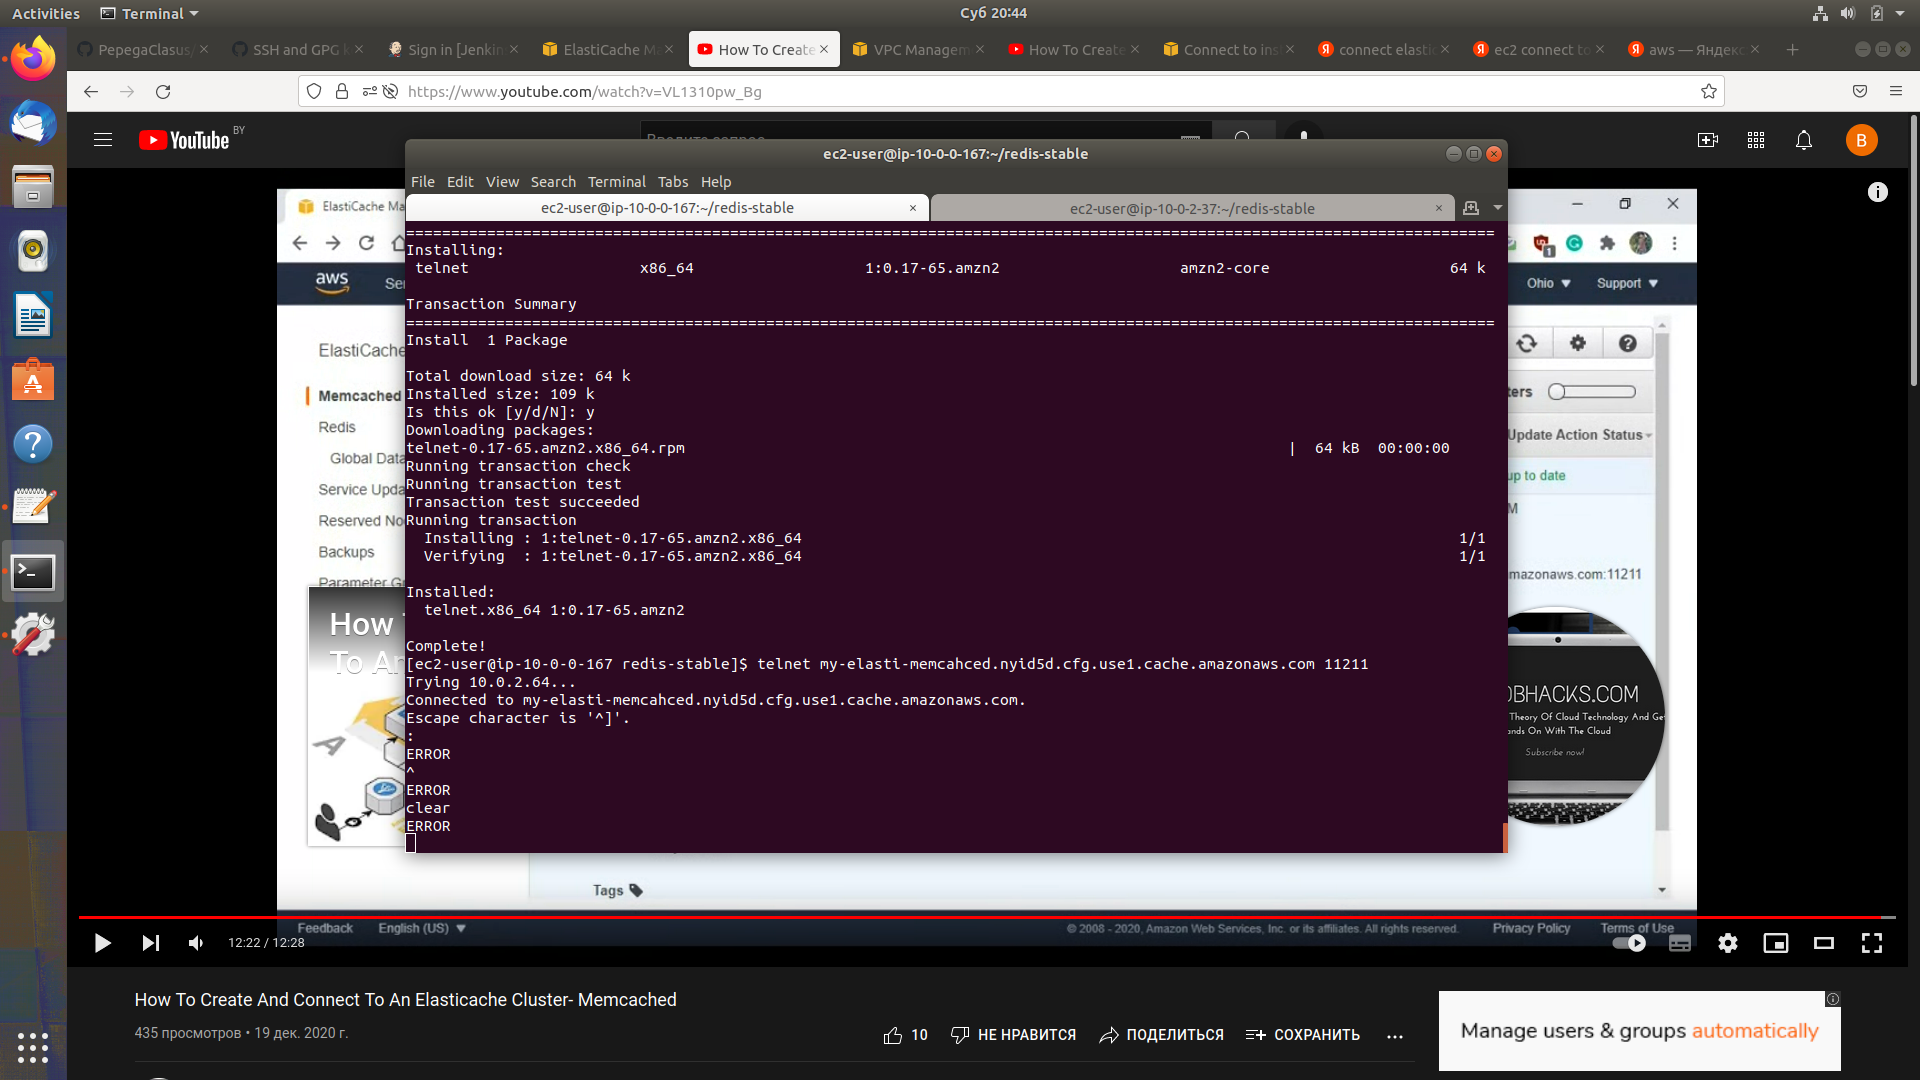 Activities
Terminal
Суб 20:44
PepegaClasus/
SSH and GPG k
Sign in [Jenkin
ElastiCache Ma
How To Create
VPC Managem
How To Create
Connect to ins
connect elastic
ec2 connect to
aws — Яндекс
https://www.youtube.com/watch?v=VL1310pw_Bg
YouTube
BY
B
ec2-user@ip-10-0-0-167:~/redis-stable
File Edit View Search Terminal Tabs Help
ec2-user@ip-10-0-0-167:~/redis-stable
ec2-user@ip-10-0-2-37:~/redis-stable
ElastiCache Ma
aws
Ohio
Support
Installing:
telnet x86_64 1:0.17-65.amzn2 amzn2-core 64 k
Transaction Summary
Install 1 Package
Total download size: 64 k
Installed size: 109 k
Is this ok [y/d/N]: y
Downloading packages:
telnet-0.17-65.amzn2.x86_64.rpm | 64 kB 00:00:00
Running transaction check
Running transaction test
Transaction test succeeded
Running transaction
Installing : 1:telnet-0.17-65.amzn2.x86_64 1/1
Verifying : 1:telnet-0.17-65.amzn2.x86_64 1/1
Installed:
telnet.x86_64 1:0.17-65.amzn2
Complete!
[ec2-user@ip-10-0-0-167 redis-stable]$ telnet my-elasti-memcahced.nyid5d.cfg.use1.cache.amazonaws.com 11211
Trying 10.0.2.64...
Connected to my-elasti-memcahced.nyid5d.cfg.use1.cache.amazonaws.com.
Escape character is '^]'.
:
ERROR
^
ERROR
clear
ERROR
ElastiCache
Memcached
Redis
Global Data
Service Upda
Reserved No
Backups
Parameter Gr
How T
To An
ters
Update Action Status
up to date
M
mazonaws.com:11211
OBHACKS.COM
Theory Of Cloud Technology And Get
ands On With The Cloud
Subscribe now!
Tags
Feedback
English (US)
© 2008 - 2020, Amazon Web Services, Inc. or its affiliates. All rights reserved.
Privacy Policy
Terms of Use
12:22 / 12:28
How To Create And Connect To An Elasticache Cluster- Memcached
435 просмотров • 19 дек. 2020 г.
10
НЕ НРАВИТСЯ
ПОДЕЛИТЬСЯ
СОХРАНИТЬ
Manage users & groups automatically